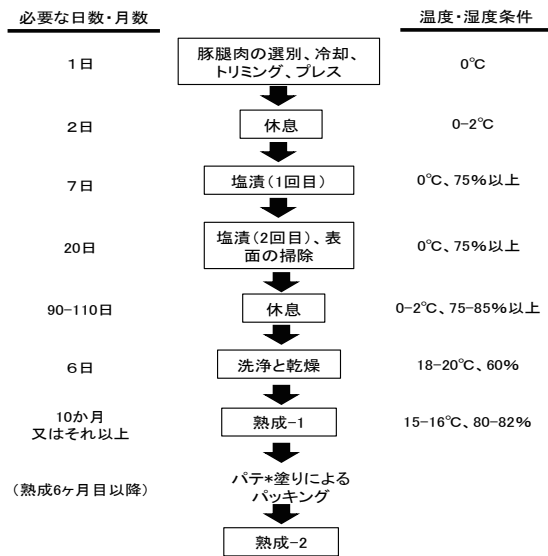 必要な日数・月数
温度・湿度条件
1日
豚腿肉の選別、冷却、
トリミング、プレス
0℃
2日
休息
0-2℃
7日
塩漬(1回目)
0℃、75%以上
20日
塩漬(2回目)、表
面の掃除
0℃、75%以上
90-110日
休息
0-2℃、75-85%以上
6日
洗浄と乾燥
18-20℃、60%
10か月
又はそれ以上
熟成-1
15-16℃、80-82%
(熟成6ヶ月目以降)
パテ*塗りによる
パッキング
熟成-2